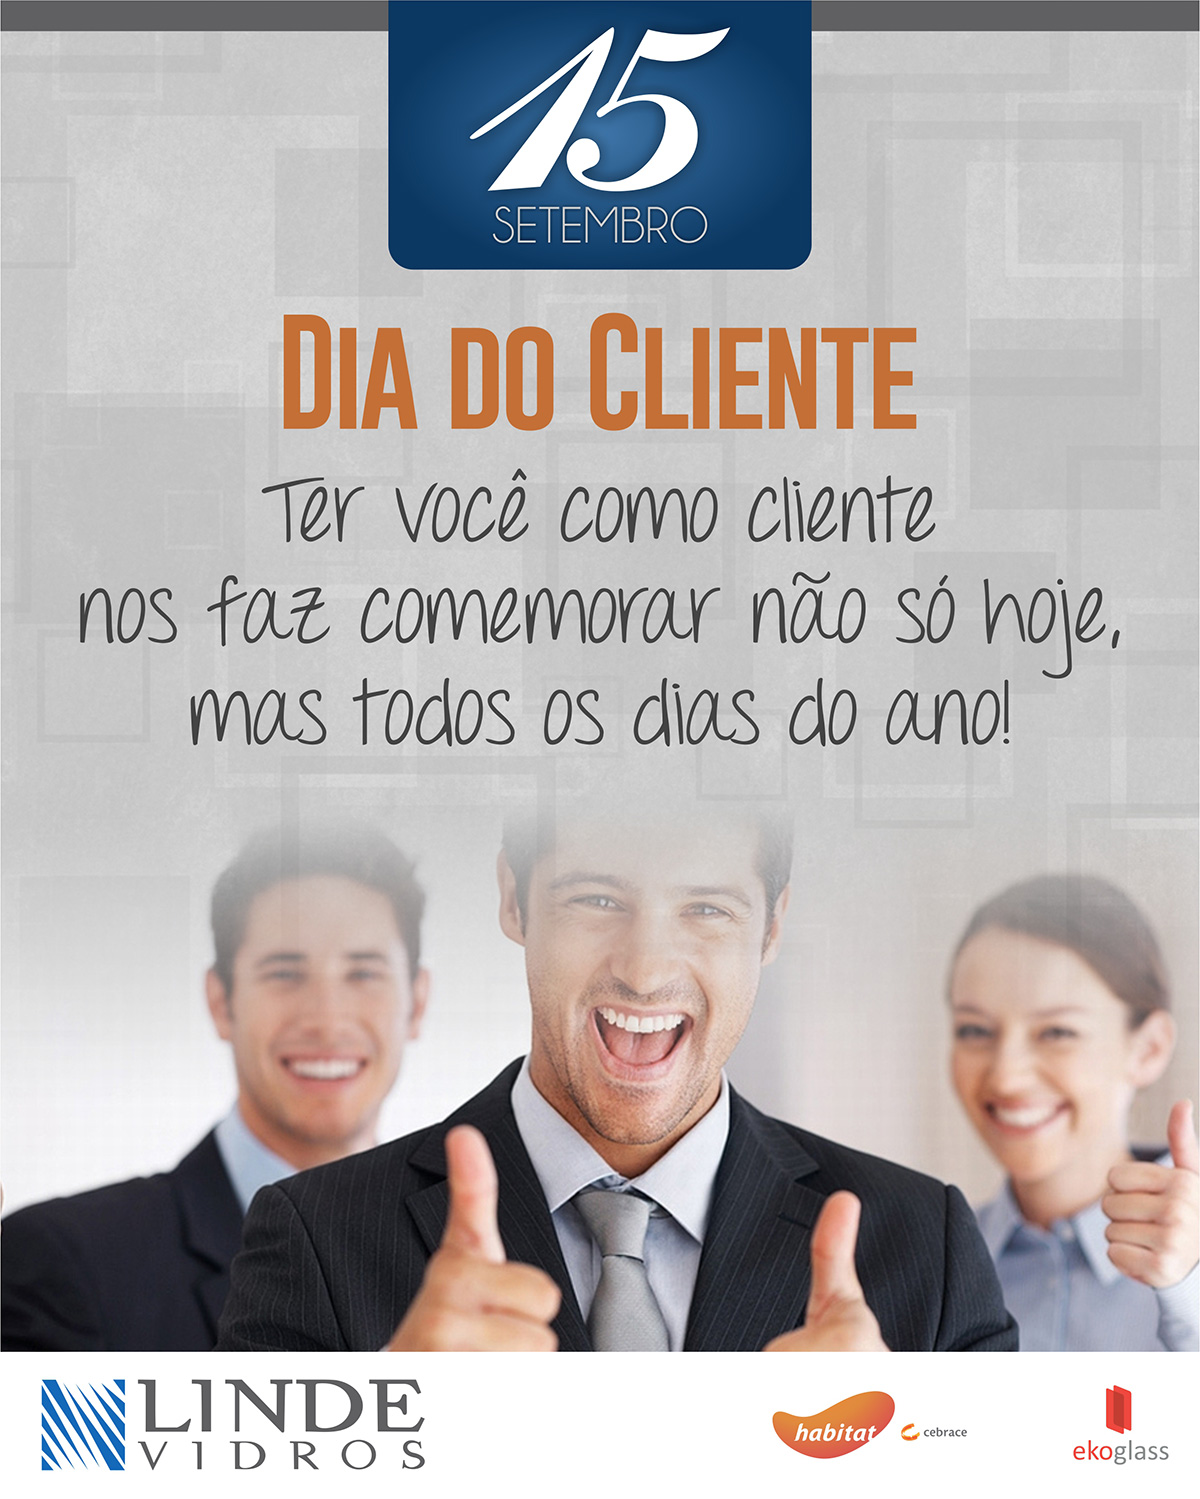 15
SETEMBRO
DIA DO CLIENTE
Ter você como cliente
nos faz comemorar não só hoje,
mas todos os dias do ano!
LINDE
VIDROS
habitat cebrace
ekoglass